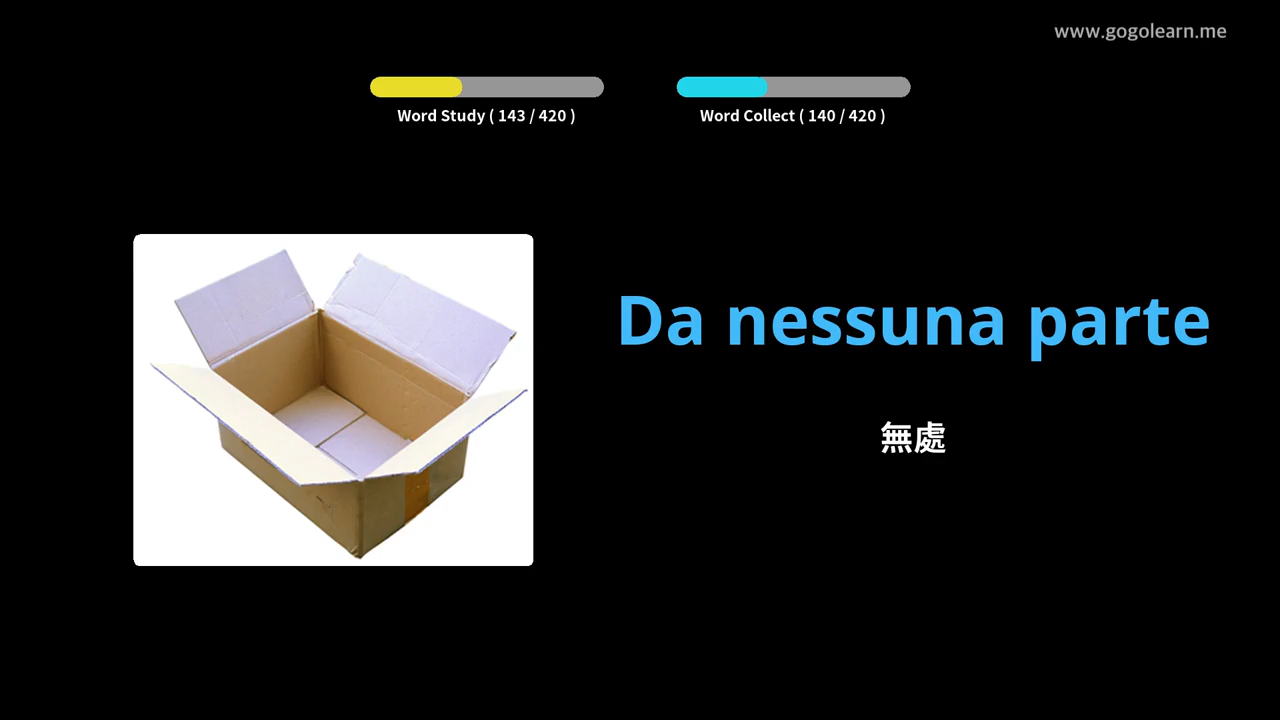 www.gogolearn.me
Word Study ( 143 / 420 )
Word Collect ( 140 / 420 )
Da nessuna parte
無處